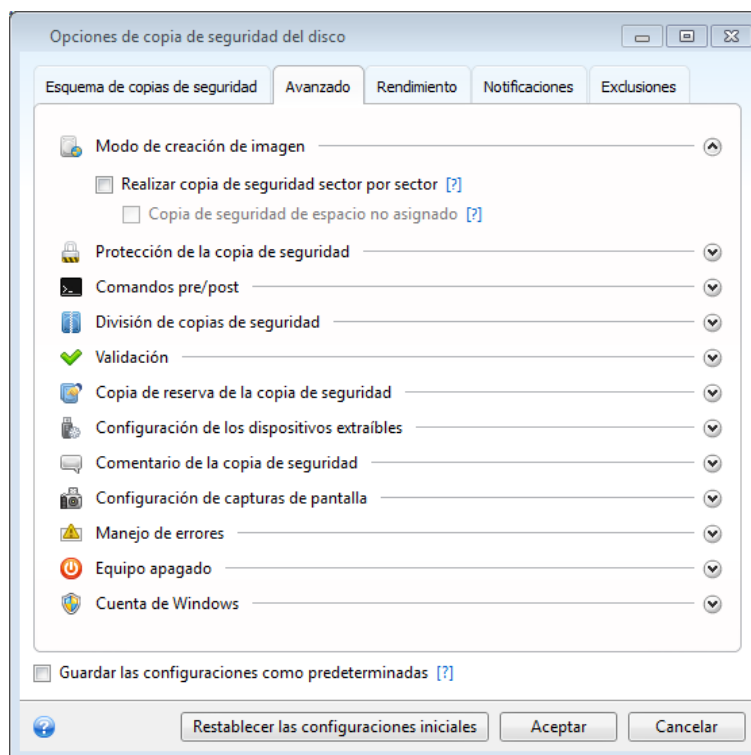 Opciones de copia de seguridad del disco
Esquema de copias de seguridad Avanzado Rendimiento Notificaciones Exclusiones
Modo de creación de imagen
Realizar copia de seguridad sector por sector [?]
Copia de seguridad de espacio no asignado [?]
Protección de la copia de seguridad
Comandos pre/post
División de copias de seguridad
Validación
Copia de reserva de la copia de seguridad
Configuración de los dispositivos extraíbles
Comentario de la copia de seguridad
Configuración de capturas de pantalla
Manejo de errores
Equipo apagado
Cuenta de Windows
Guardar las configuraciones como predeterminadas [?]
Restablecer las configuraciones iniciales Aceptar Cancelar